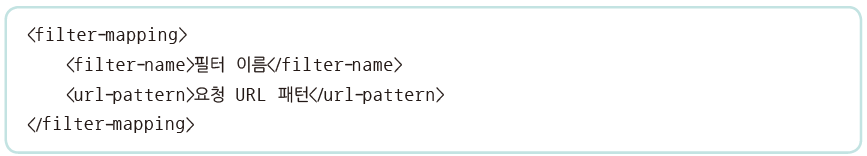 <filter-mapping>
    <filter-name>필터 이름</filter-name>
    <url-pattern>요청 URL 패턴</url-pattern>
</filter-mapping>